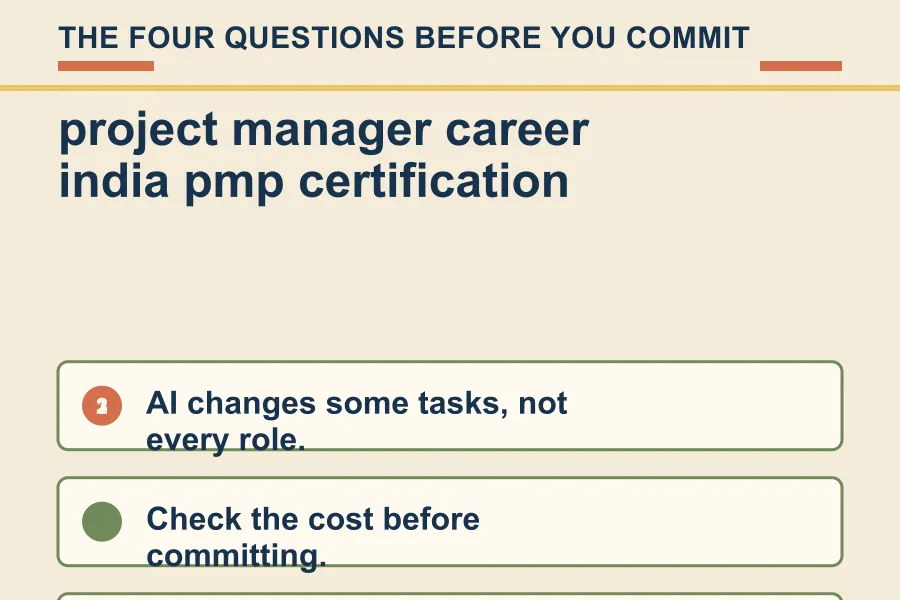 THE FOUR QUESTIONS BEFORE YOU COMMIT
project manager career
india pmp certification
AI changes some tasks, not
every role.
Check the cost before
committing.